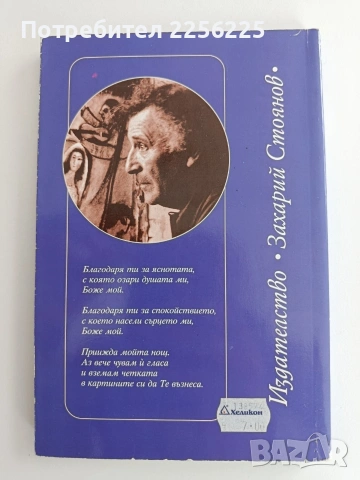 Потребител 2256225
Благодаря ти за яснотата,
с която озари душата ми,
Боже мой.
Благодаря ти за спокойствието,
с което насели сърцето ми,
Боже мой.
Приижда мойта нощ.
Аз вече чувам ѝ гласа
и вземам четката
в картините си да Те възнеса.
Издателство • Захарий Стоянов •
Хеликон
bazar